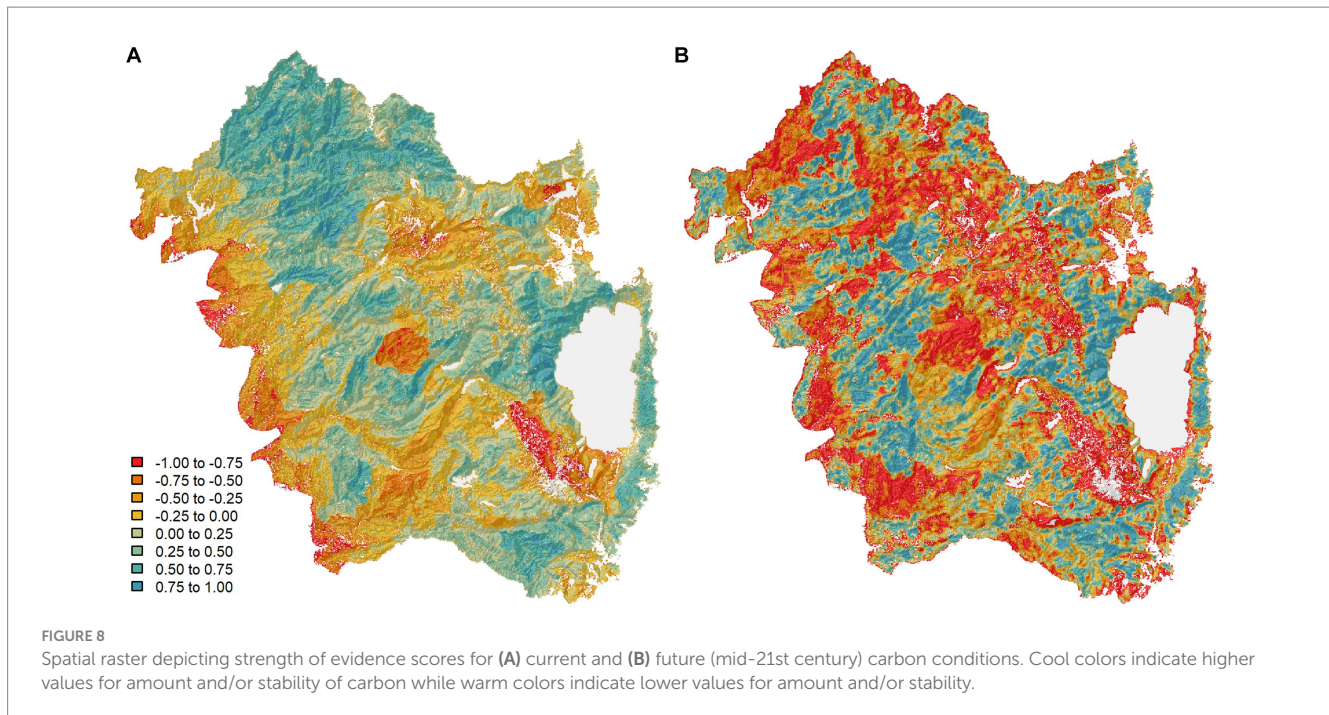 A
B
-1.00 to -0.75
-0.75 to -0.50
-0.50 to -0.25
-0.25 to 0.00
0.00 to 0.25
0.25 to 0.50
0.50 to 0.75
0.75 to 1.00
FIGURE 8
Spatial raster depicting strength of evidence scores for (A) current and (B) future (mid-21st century) carbon conditions. Cool colors indicate higher
values for amount and/or stability of carbon while warm colors indicate lower values for amount and/or stability.